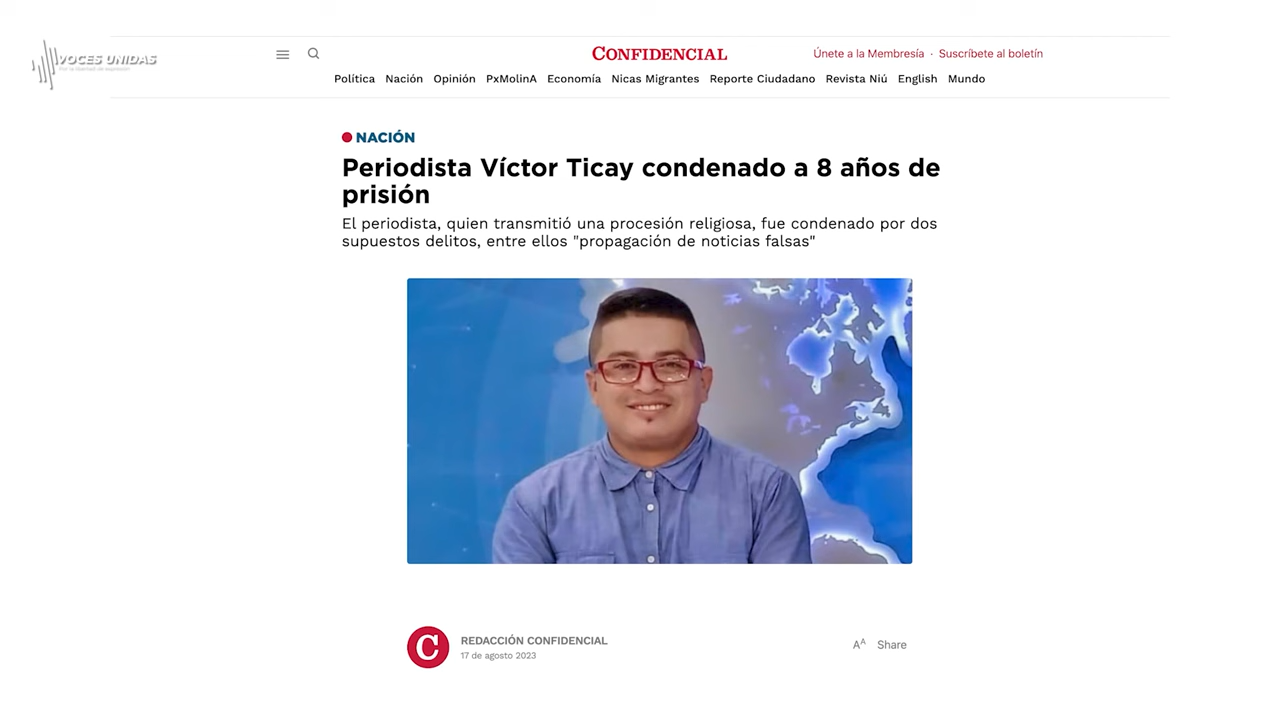 VOCES UNIDAS
CONFIDENCIAL
Únete a la Membresía · Suscríbete al boletín
Política Nación Opinión PxMolinA Economía Nicas Migrantes Reporte Ciudadano Revista Niú English Mundo
NACIÓN
Periodista Víctor Ticay condenado a 8 años de
prisión
El periodista, quien transmitió una procesión religiosa, fue condenado por dos
supuestos delitos, entre ellos "propagación de noticias falsas"
C
REDACCIÓN CONFIDENCIAL
17 de agosto 2023
AA Share